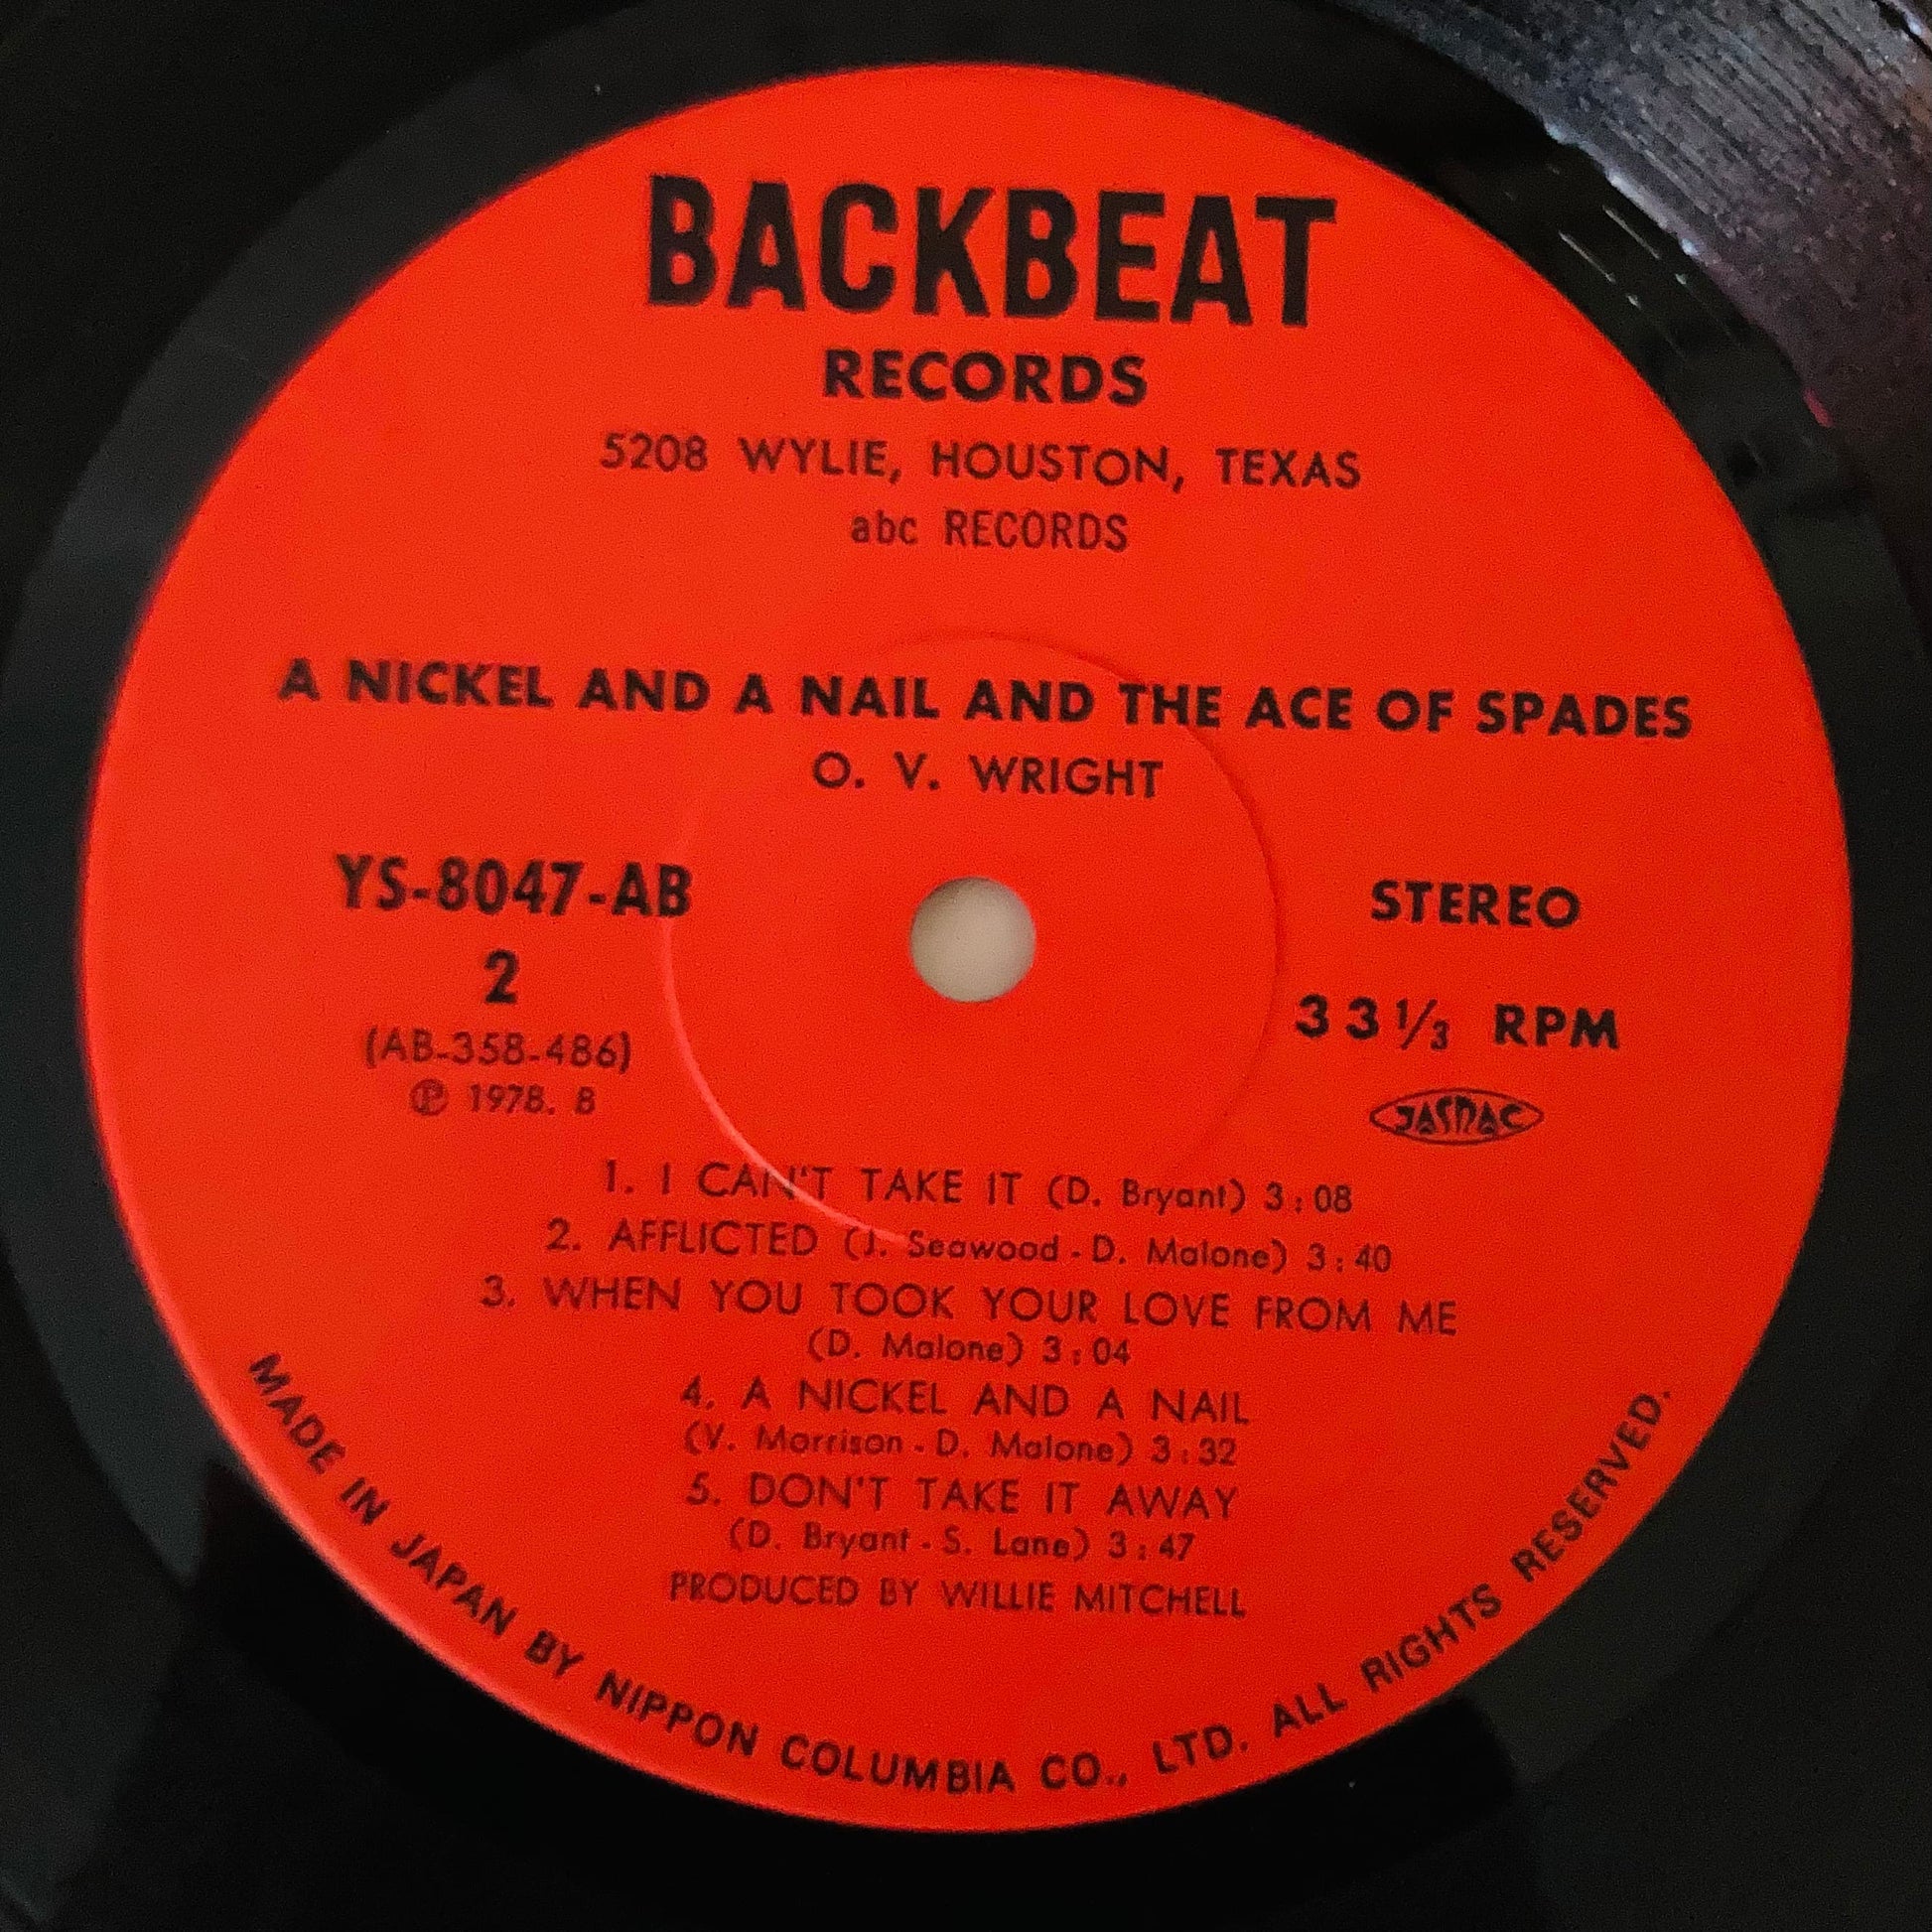 BACKBEAT
RECORDS
5208 WYLIE, HOUSTON, TEXAS
abc RECORDS
A NICKEL AND A NAIL AND THE ACE OF SPADES
O. V. WRIGHT
YS-8047-AB
2
(AB-358-486)
Ⓟ 1978. 8
STEREO
33⅓ RPM
JASRAC
1. I CAN'T TAKE IT (D. Bryant) 3:08
2. AFFLICTED (J. Seawood - D. Malone) 3:40
3. WHEN YOU TOOK YOUR LOVE FROM ME
(D. Malone) 3:04
4. A NICKEL AND A NAIL
(V. Morrison - D. Malone) 3:32
5. DON'T TAKE IT AWAY
(D. Bryant - S. Lane) 3:47
PRODUCED BY WILLIE MITCHELL
MADE IN JAPAN BY NIPPON COLUMBIA CO., LTD. ALL RIGHTS RESERVED.